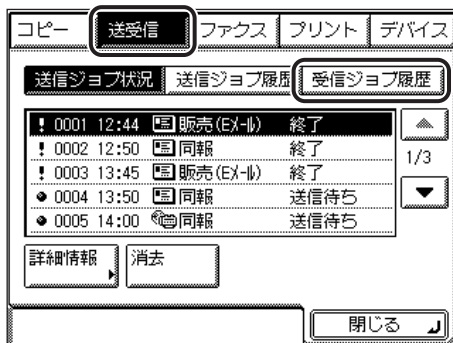 コピー 送受信 ファクス プリント デバイス
送信ジョブ状況 送信ジョブ履歴 受信ジョブ履歴
! 0001 12:44 販売(Eメール) 終了
! 0002 12:50 同報 終了
! 0003 13:45 販売(Eメール) 終了
● 0004 13:50 同報 送信待ち
● 0005 14:00 同報 送信待ち
1/3
詳細情報 消去
閉じる